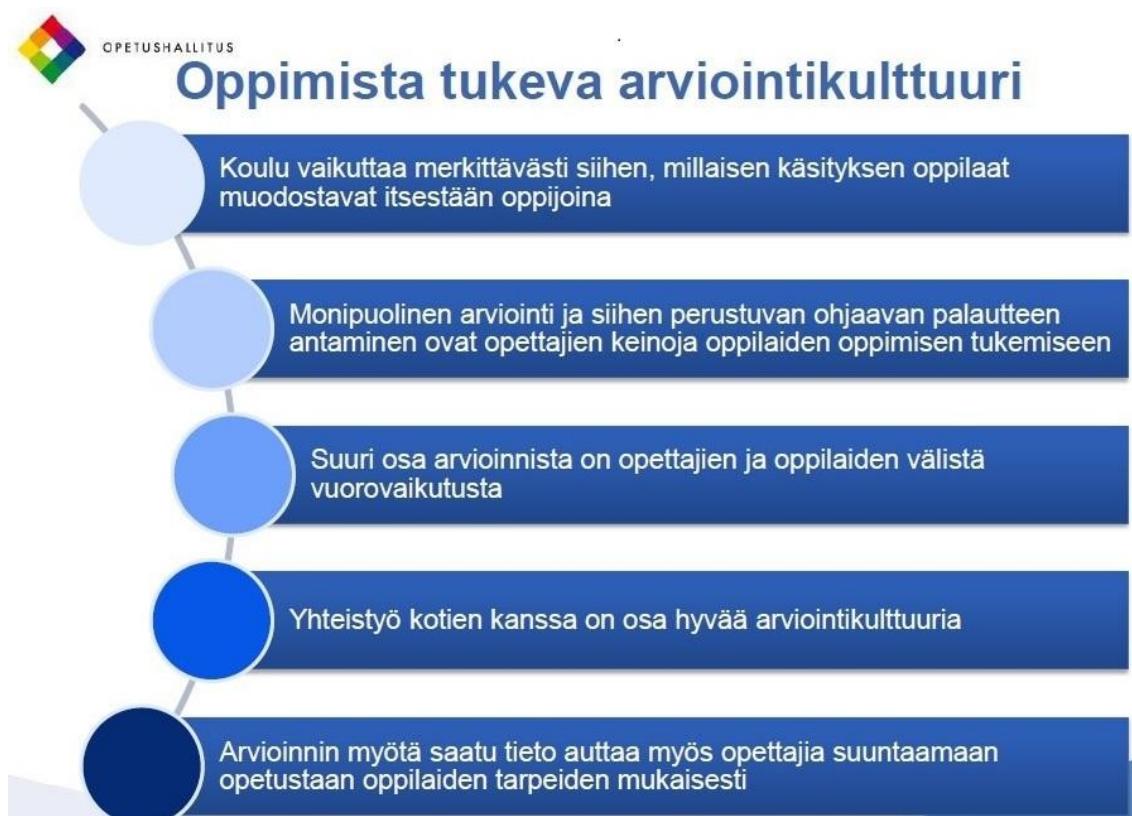 OPETUSHALLITUS
Oppimista tukeva arviointikulttuuri
Koulu vaikuttaa merkittävästi siihen, millaisen käsityksen oppilaat
muodostavat itsestään oppijoina
Monipuolinen arviointi ja siihen perustuvan ohjaavan palautteen
antaminen ovat opettajien keinoja oppilaiden oppimisen tukemiseen
Suuri osa arvioinnista on opettajien ja oppilaiden välistä
vuorovaikutusta
Yhteistyö kotien kanssa on osa hyvää arviointikulttuuria
Arvioinnin myötä saatu tieto auttaa myös opettajia suuntaamaan
opetustaan oppilaiden tarpeiden mukaisesti